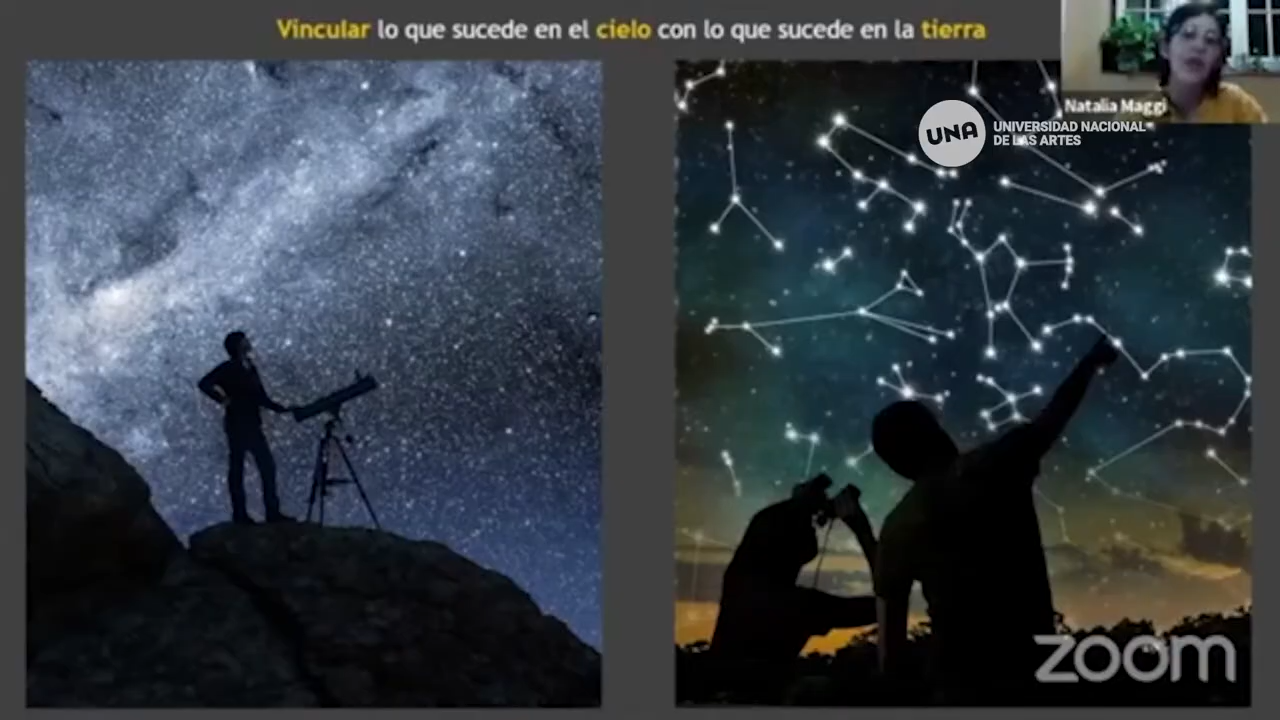 Vincular lo que sucede en el cielo con lo que sucede en la tierra
Natalia Maggi
UNA
UNIVERSIDAD NACIONAL
DE LAS ARTES
zoom